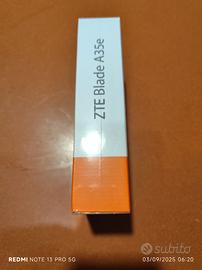 ZTE Blade A35e
REDMI NOTE 13 PRO 5G
03/09/2025 06:20
subito